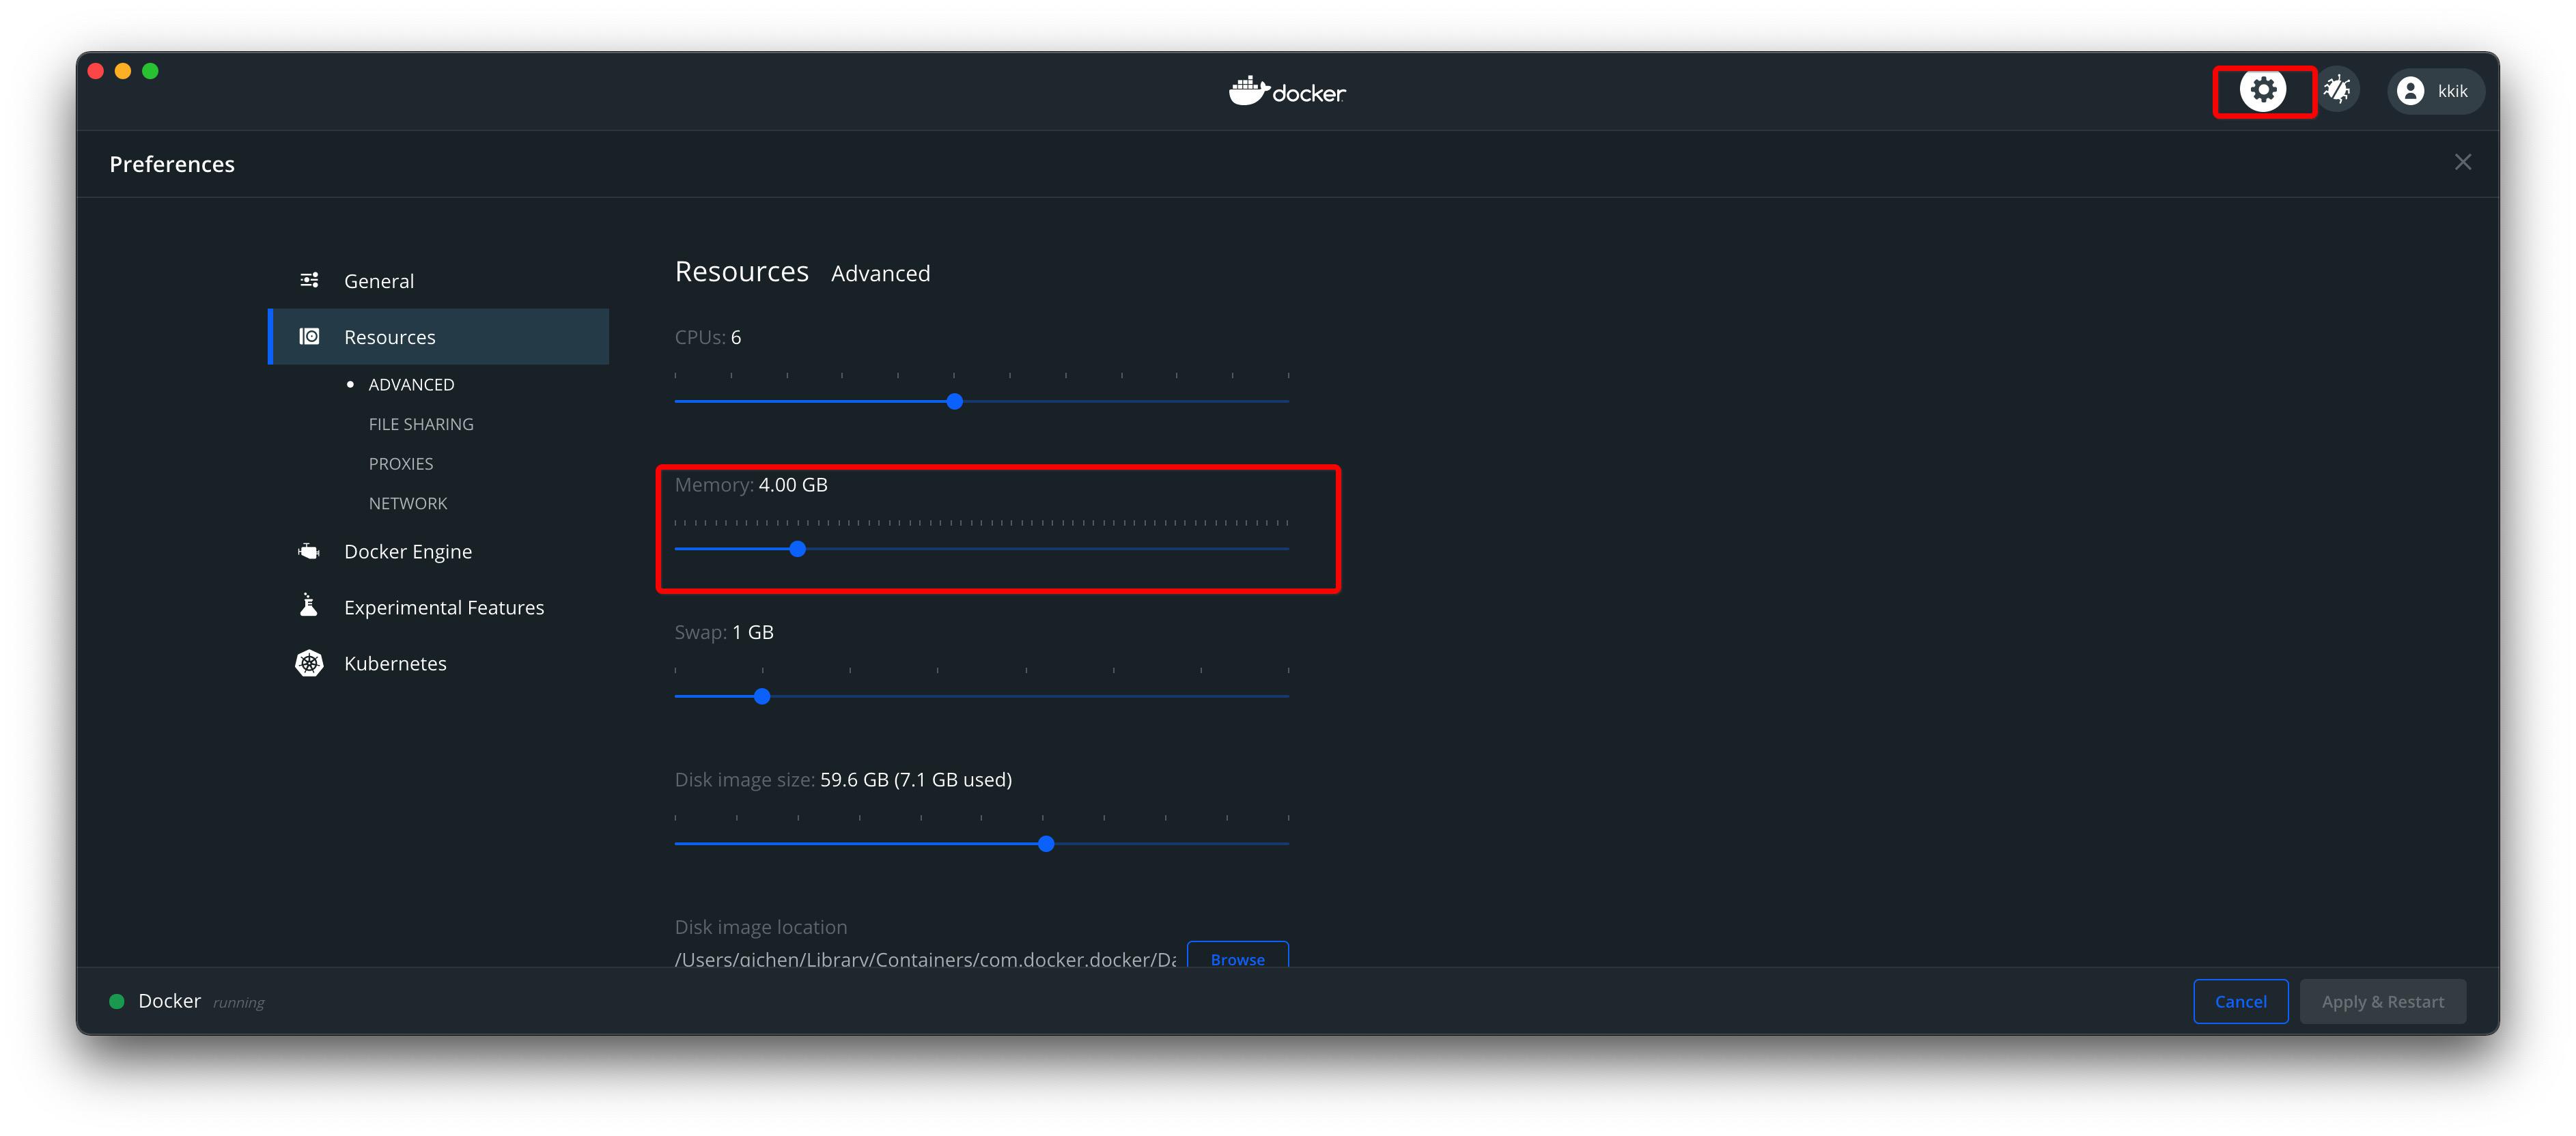 docker
kkik
Preferences
General
Resources
ADVANCED
FILE SHARING
PROXIES
NETWORK
Docker Engine
Experimental Features
Kubernetes
Resources Advanced
CPUs: 6
Memory: 4.00 GB
Swap: 1 GB
Disk image size: 59.6 GB (7.1 GB used)
Disk image location
/Users/qichen/Library/Containers/com.docker.docker/Da
Browse
Docker running
Cancel
Apply & Restart